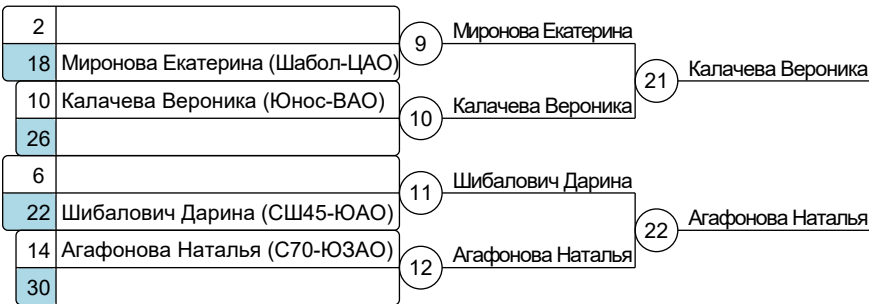 2
18 Миронова Екатерина (Шабол-ЦАО)
9 Миронова Екатерина
10 Калачева Вероника (Юнос-ВАО)
26
10 Калачева Вероника
21 Калачева Вероника
6
22 Шибалович Дарина (СШ45-ЮАО)
11 Шибалович Дарина
14 Агафонова Наталья (С70-ЮЗАО)
30
12 Агафонова Наталья
22 Агафонова Наталья